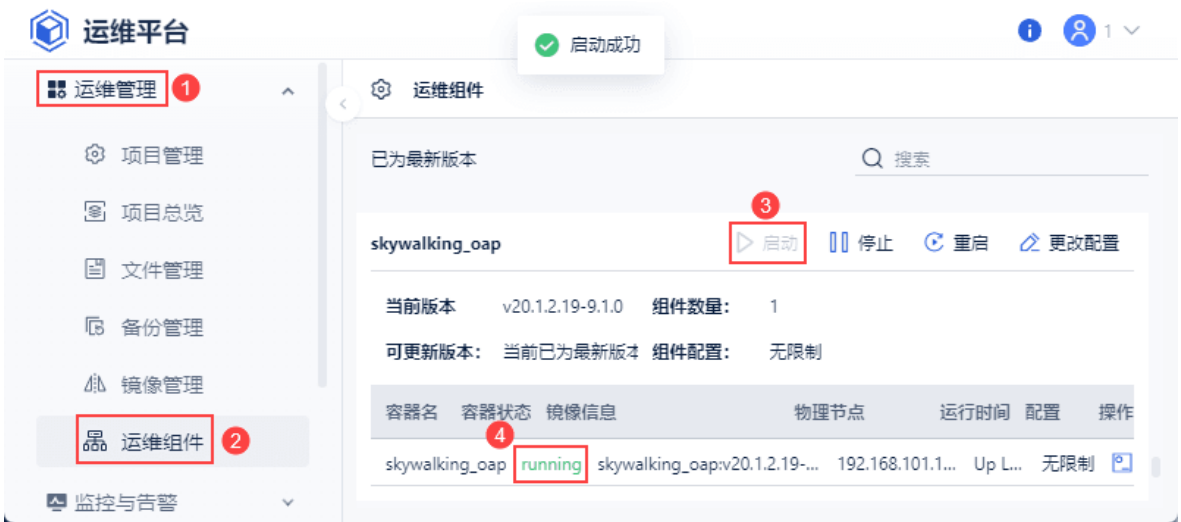 运维平台
启动成功
1
运维管理 1
运维组件
项目管理
已为最新版本
搜索
项目总览
3
skywalking_oap
启动
停止
重启
更改配置
文件管理
当前版本 v20.1.2.19-9.1.0 组件数量: 1
备份管理
可更新版本: 当前已为最新版本 组件配置: 无限制
镜像管理
容器名 容器状态 镜像信息 物理节点 运行时间 配置 操作
运维组件 2
4
skywalking_oap running skywalking_oap:v20.1.2.19-... 192.168.101.1... Up L... 无限制
监控与告警